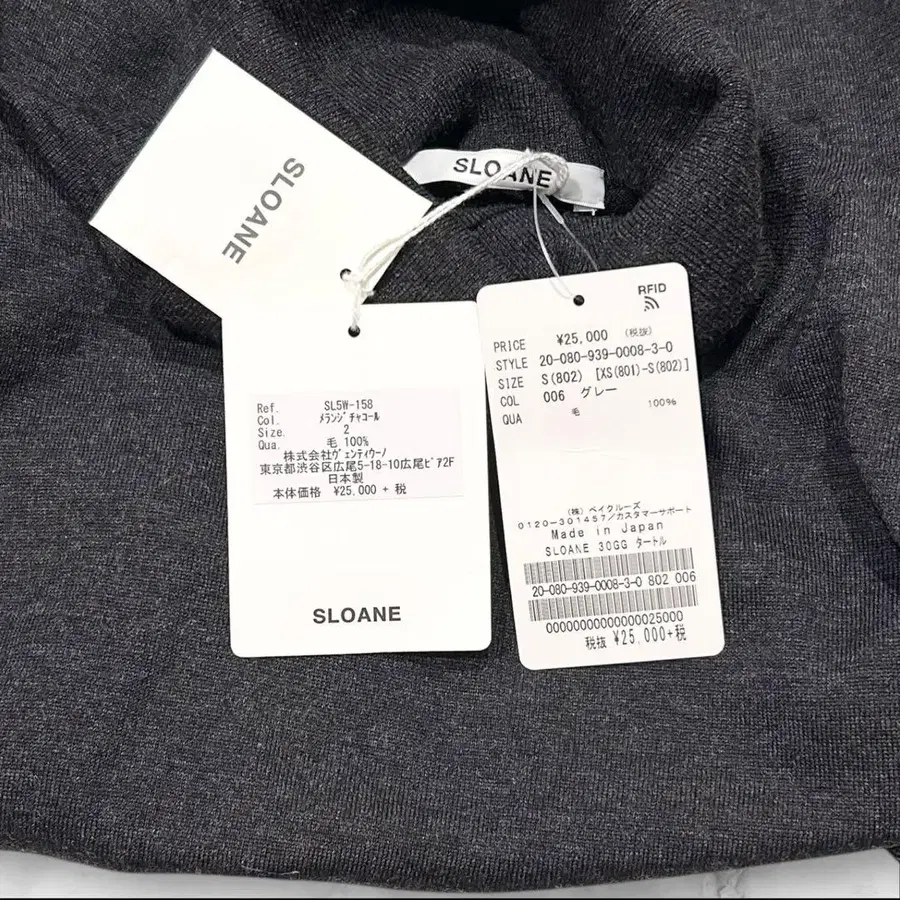 SLOANE
SLOANE
Ref. SL5W-158
Col. メランジチャコール
Size. 2
Qua. 毛 100%
株式会社ヴェンティウーノ
東京都渋谷区広尾5-18-10広尾ピア2F
日本製
本体価格 ¥25,000 + 税
SLOANE
RFID
PRICE ¥25,000 (税抜)
STYLE 20-080-939-0008-3-0
SIZE S(802) [XS(801)-S(802)]
COL 006 グレー
QUA 毛 100%
(株) ベイクルーズ
0120-301457/カスタマーサポート
Made in Japan
SLOANE 30GG タートル
20-080-939-0008-3-0 802 006
00000000000000025000
税抜 ¥25,000+税